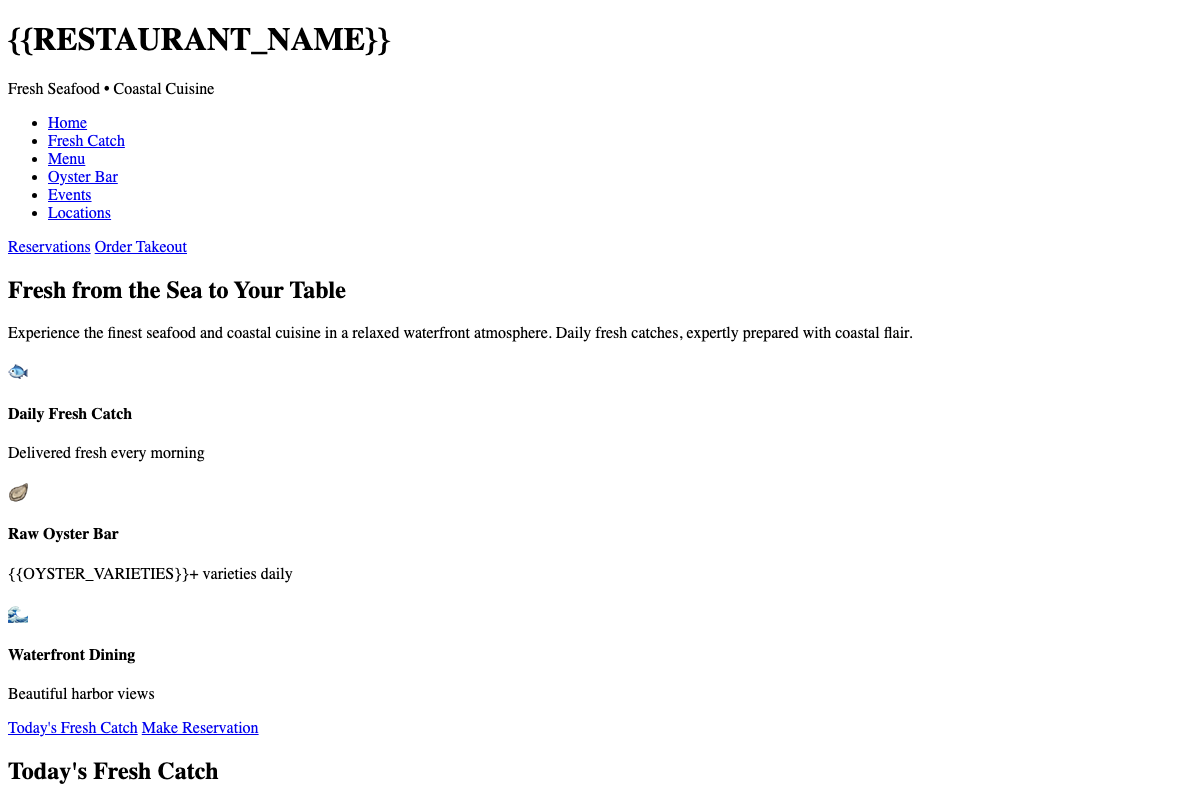 {{RESTAURANT_NAME}}
Fresh Seafood • Coastal Cuisine
Home
Fresh Catch
Menu
Oyster Bar
Events
Locations
Reservations Order Takeout
Fresh from the Sea to Your Table
Experience the finest seafood and coastal cuisine in a relaxed waterfront atmosphere. Daily fresh catches, expertly prepared with coastal flair.
Daily Fresh Catch
Delivered fresh every morning
Raw Oyster Bar
{{OYSTER_VARIETIES}}+ varieties daily
Waterfront Dining
Beautiful harbor views
Today's Fresh Catch Make Reservation
Today's Fresh Catch